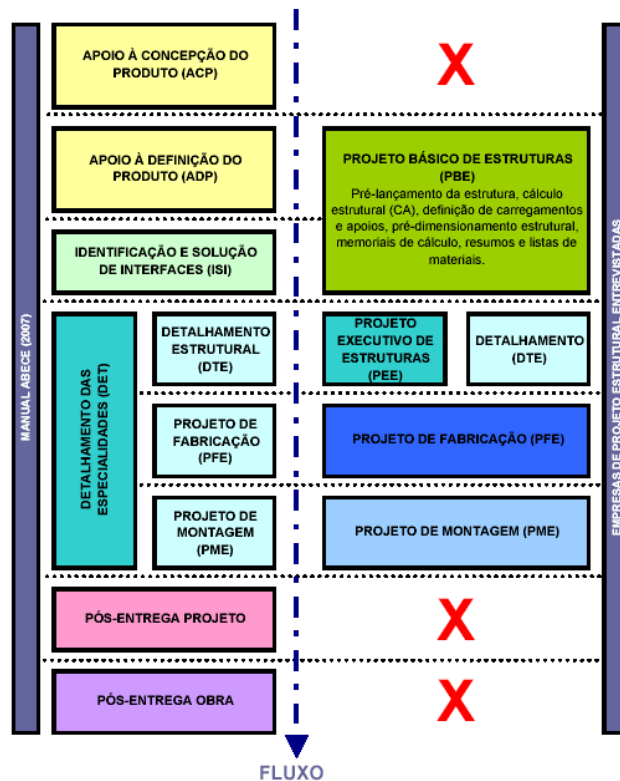 MANUAL ABECE (2007)
APOIO À CONCEPÇÃO DO
PRODUTO (ACP)
X
APOIO À DEFINIÇÃO DO
PRODUTO (ADP)
IDENTIFICAÇÃO E SOLUÇÃO
DE INTERFACES (ISI)
PROJETO BÁSICO DE ESTRUTURAS
(PBE)
Pré-lançamento da estrutura, cálculo
estrutural (CA), definição de carregamentos
e apoios, pré-dimensionamento estrutural,
memoriais de cálculo, resumos e listas de
materiais.
DETALHAMENTO DAS
ESPECIALIDADES (DET)
DETALHAMENTO
ESTRUTURAL (DTE)
PROJETO
EXECUTIVO DE
ESTRUTURAS
(PEE)
DETALHAMENTO
(DTE)
PROJETO DE
FABRICAÇÃO
(PFE)
PROJETO DE FABRICAÇÃO (PFE)
PROJETO DE
MONTAGEM
(PME)
PROJETO DE MONTAGEM (PME)
PÓS-ENTREGA PROJETO
X
PÓS-ENTREGA OBRA
X
EMPRESAS DE PROJETO ESTRUTURAL ENTREVISTADAS
FLUXO